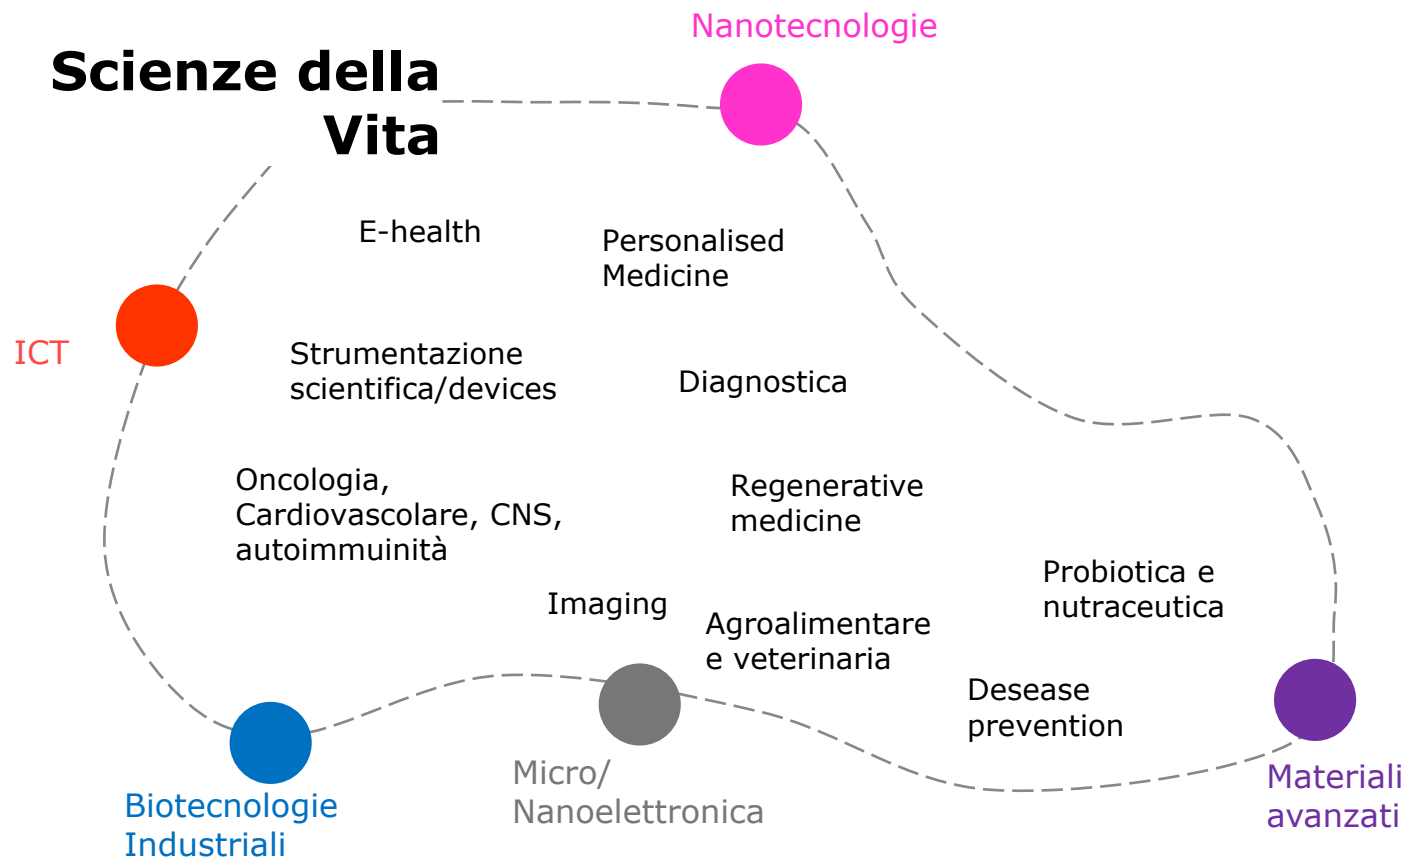 Nanotecnologie
Scienze della
Vita
E-health
Personalised
Medicine
ICT
Strumentazione
scientifica/devices
Diagnostica
Oncologia,
Cardiovascolare, CNS,
autoimmuinità
Regenerative
medicine
Probiotica e
nutraceutica
Imaging
Agroalimentare
e veterinaria
Desease
prevention
Micro/
Nanoelettronica
Materiali
avanzati
Biotecnologie
Industriali